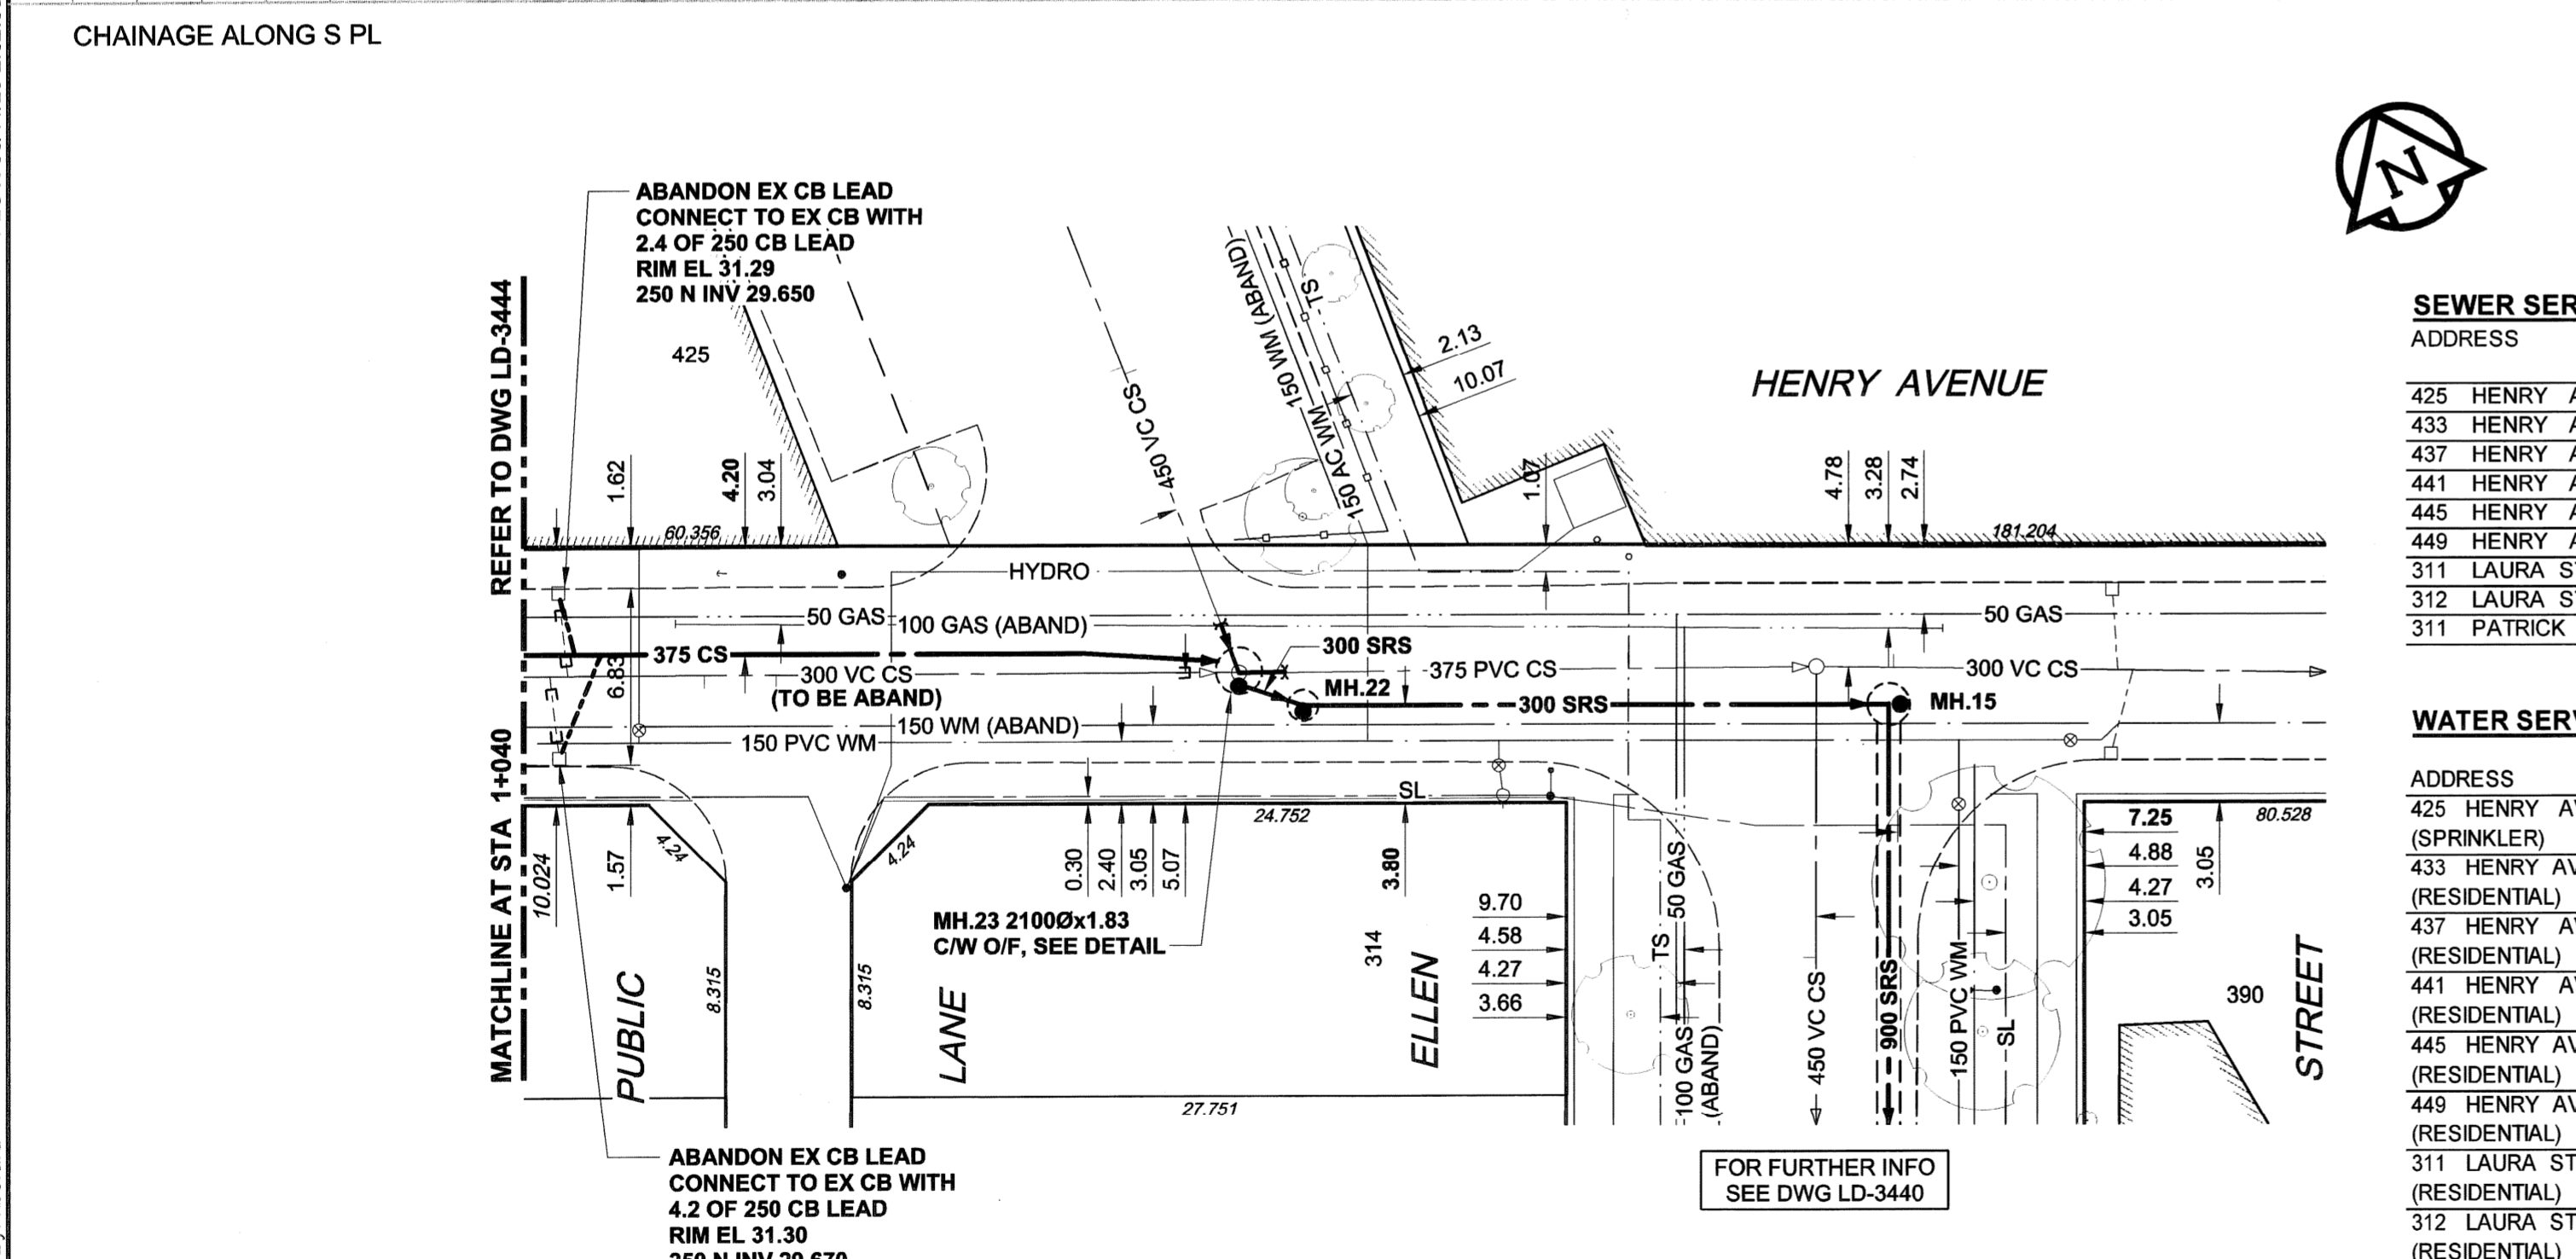 CHAINAGE ALONG S PL
N
ABANDON EX CB LEAD
CONNECT TO EX CB WITH
2.4 OF 250 CB LEAD
RIM EL 31.29
250 N INV 29.650
REFER TO DWG LD-3444
MATCHLINE AT STA 1+040
425
1.62
4.20
3.04
60.356
450 VC CS
150 WM (ABAND)
TS
150 AC WM
2.13
10.07
1.07
HENRY AVENUE
4.78
3.28
2.74
181.204
HYDRO
50 GAS
100 GAS (ABAND)
50 GAS
375 CS
300 VC CS
(TO BE ABAND)
6.83
300 SRS
375 PVC CS
300 VC CS
MH.22
300 SRS
MH.15
150 WM (ABAND)
150 PVC WM
SL
24.752
10.024
1.57
4.24
4.24
0.30
2.40
3.05
5.07
3.80
MH.23 2100Øx1.83
C/W O/F, SEE DETAIL
8.315
8.315
PUBLIC
LANE
314
ELLEN
9.70
4.58
4.27
3.66
TS
50 GAS
100 GAS
(ABAND)
450 VC CS
900 SRS
150 PVC WM
SL
7.25
4.88
4.27
3.05
3.05
80.528
390
STREET
27.751
ABANDON EX CB LEAD
CONNECT TO EX CB WITH
4.2 OF 250 CB LEAD
RIM EL 31.30
250 N INV 29.670
FOR FURTHER INFO
SEE DWG LD-3440
SEWER SER
ADDRESS
425 HENRY A
433 HENRY A
437 HENRY A
441 HENRY A
445 HENRY A
449 HENRY A
311 LAURA S
312 LAURA S
311 PATRICK
WATER SER
ADDRESS
425 HENRY AV
(SPRINKLER)
433 HENRY AV
(RESIDENTIAL)
437 HENRY AV
(RESIDENTIAL)
441 HENRY AV
(RESIDENTIAL)
445 HENRY AV
(RESIDENTIAL)
449 HENRY AV
(RESIDENTIAL)
311 LAURA ST
(RESIDENTIAL)
312 LAURA ST
(RESIDENTIAL)